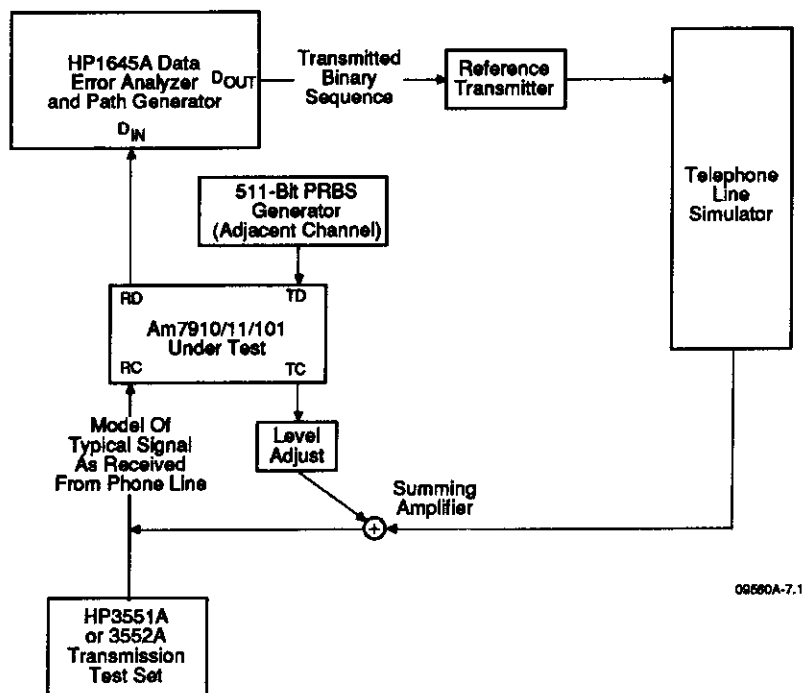 HP1645A Data
Error Analyzer
and Path Generator
DOUT
DIN
Transmitted
Binary
Sequence
Reference
Transmitter
Telephone
Line
Simulator
511-Bit PRBS
Generator
(Adjacent Channel)
RD
TD
Am7910/11/101
Under Test
RC
TC
Model Of
Typical Signal
As Received
From Phone Line
Level
Adjust
Summing
Amplifier
+
HP3551A
or 3552A
Transmission
Test Set
09560A-7.1